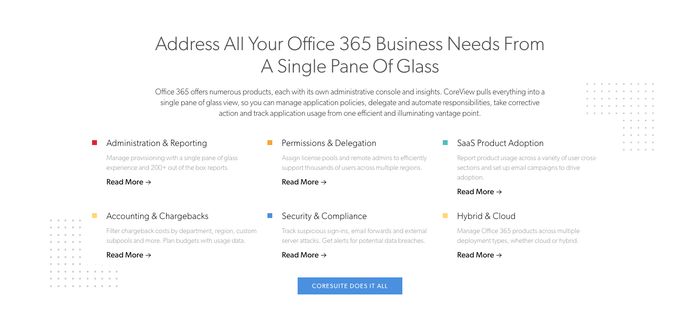 Address All Your Office 365 Business Needs From
A Single Pane Of Glass
Office 365 offers numerous products, each with its own administrative console and insights. CoreView pulls everything into a
single pane of glass view, so you can manage application policies, delegate and automate responsibilities, take corrective
action and track application usage from one efficient and illuminating vantage point.
Administration & Reporting
Manage provisioning with a single pane of glass
experience and 200+ out of the box reports.
Read More →
Permissions & Delegation
Assign license pools and remote admins to efficiently
support thousands of users across multiple regions.
Read More →
SaaS Product Adoption
Report product usage across a variety of user cross
sections and set up email campaigns to drive
adoption.
Read More →
Accounting & Chargebacks
Filter chargeback costs by department, region, custom
subpools and more. Plan budgets with usage data.
Read More →
Security & Compliance
Track suspicious sign-ins, email forwards and external
server attacks. Get alerts for potential data breaches.
Read More →
Hybrid & Cloud
Manage Office 365 products across multiple
deployment types, whether cloud or hybrid.
Read More →
CORESUITE DOES IT ALL